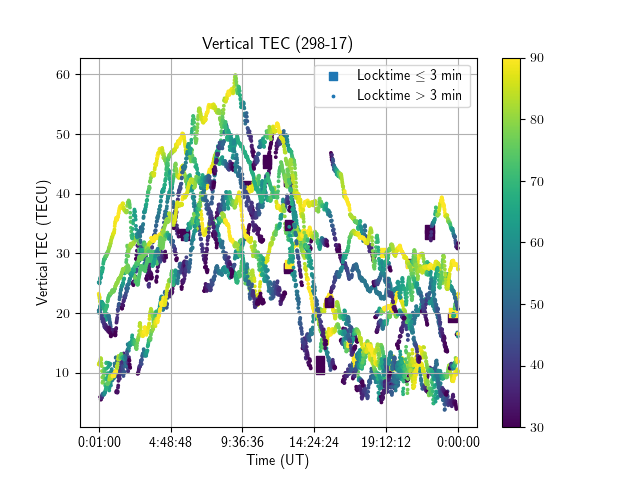 Vertical TEC (298-17)
Locktime ≤ 3 min
Locktime > 3 min
Vertical TEC (TECU)
60
50
40
30
20
10
0:01:00 4:48:48 9:36:36 14:24:24 19:12:12 0:00:00
Time (UT)
90
80
70
60
50
40
30